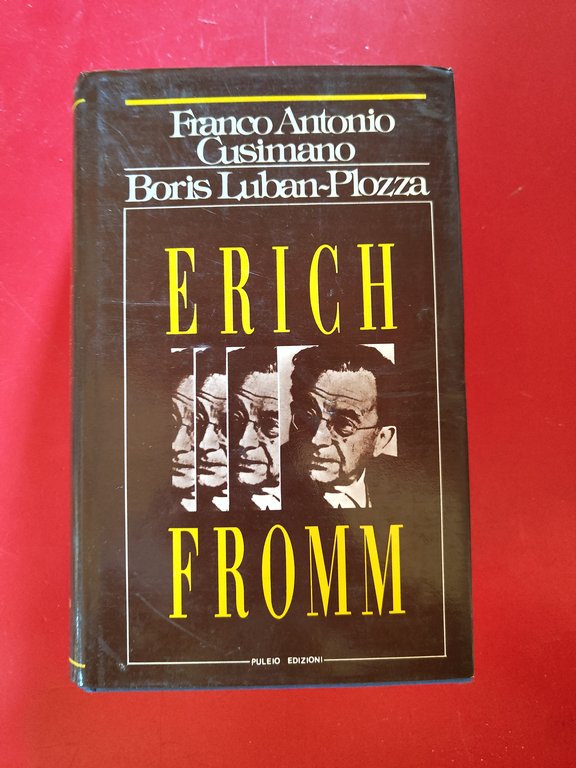 Franco Antonio
Cusimano
Boris Luban-Plozza
ERICH
FROMM
PULEIO EDIZIONI